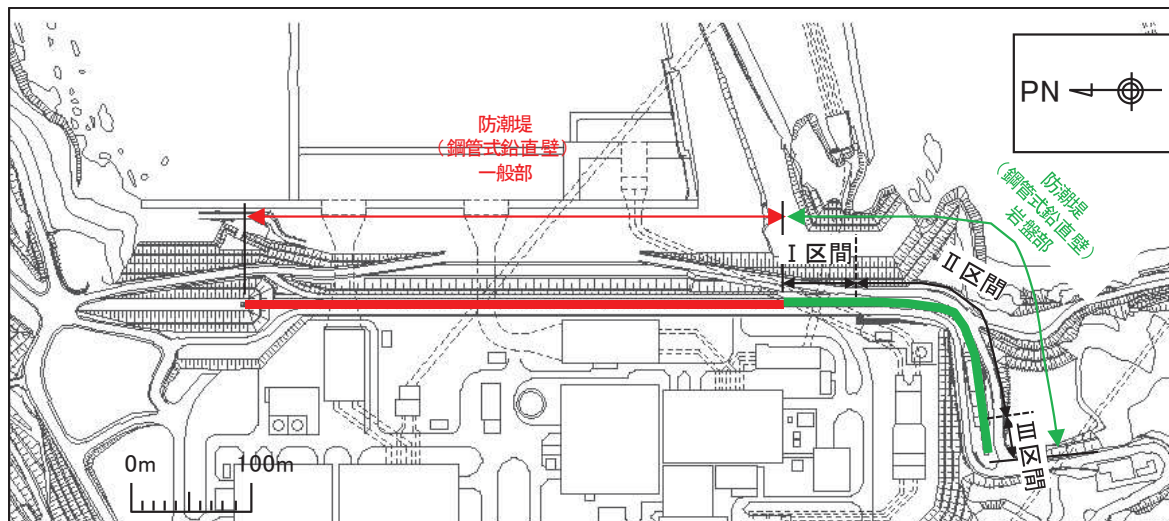 PN
防潮堤
（鋼管式鉛直壁）
一般部
防潮堤
（鋼管式鉛直壁）
岩盤部
Ⅰ区間
Ⅱ区間
Ⅲ区間
0m
100m